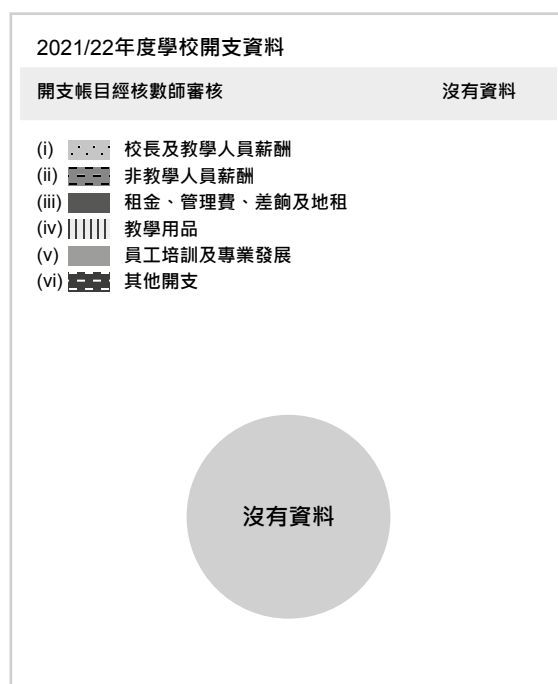 2021/22年度學校開支資料
開支帳目經核數師審核 沒有資料
(i) 校長及教學人員薪酬
(ii) 非教學人員薪酬
(iii) 租金、管理費、差餉及地租
(iv) 教學用品
(v) 員工培訓及專業發展
(vi) 其他開支
沒有資料